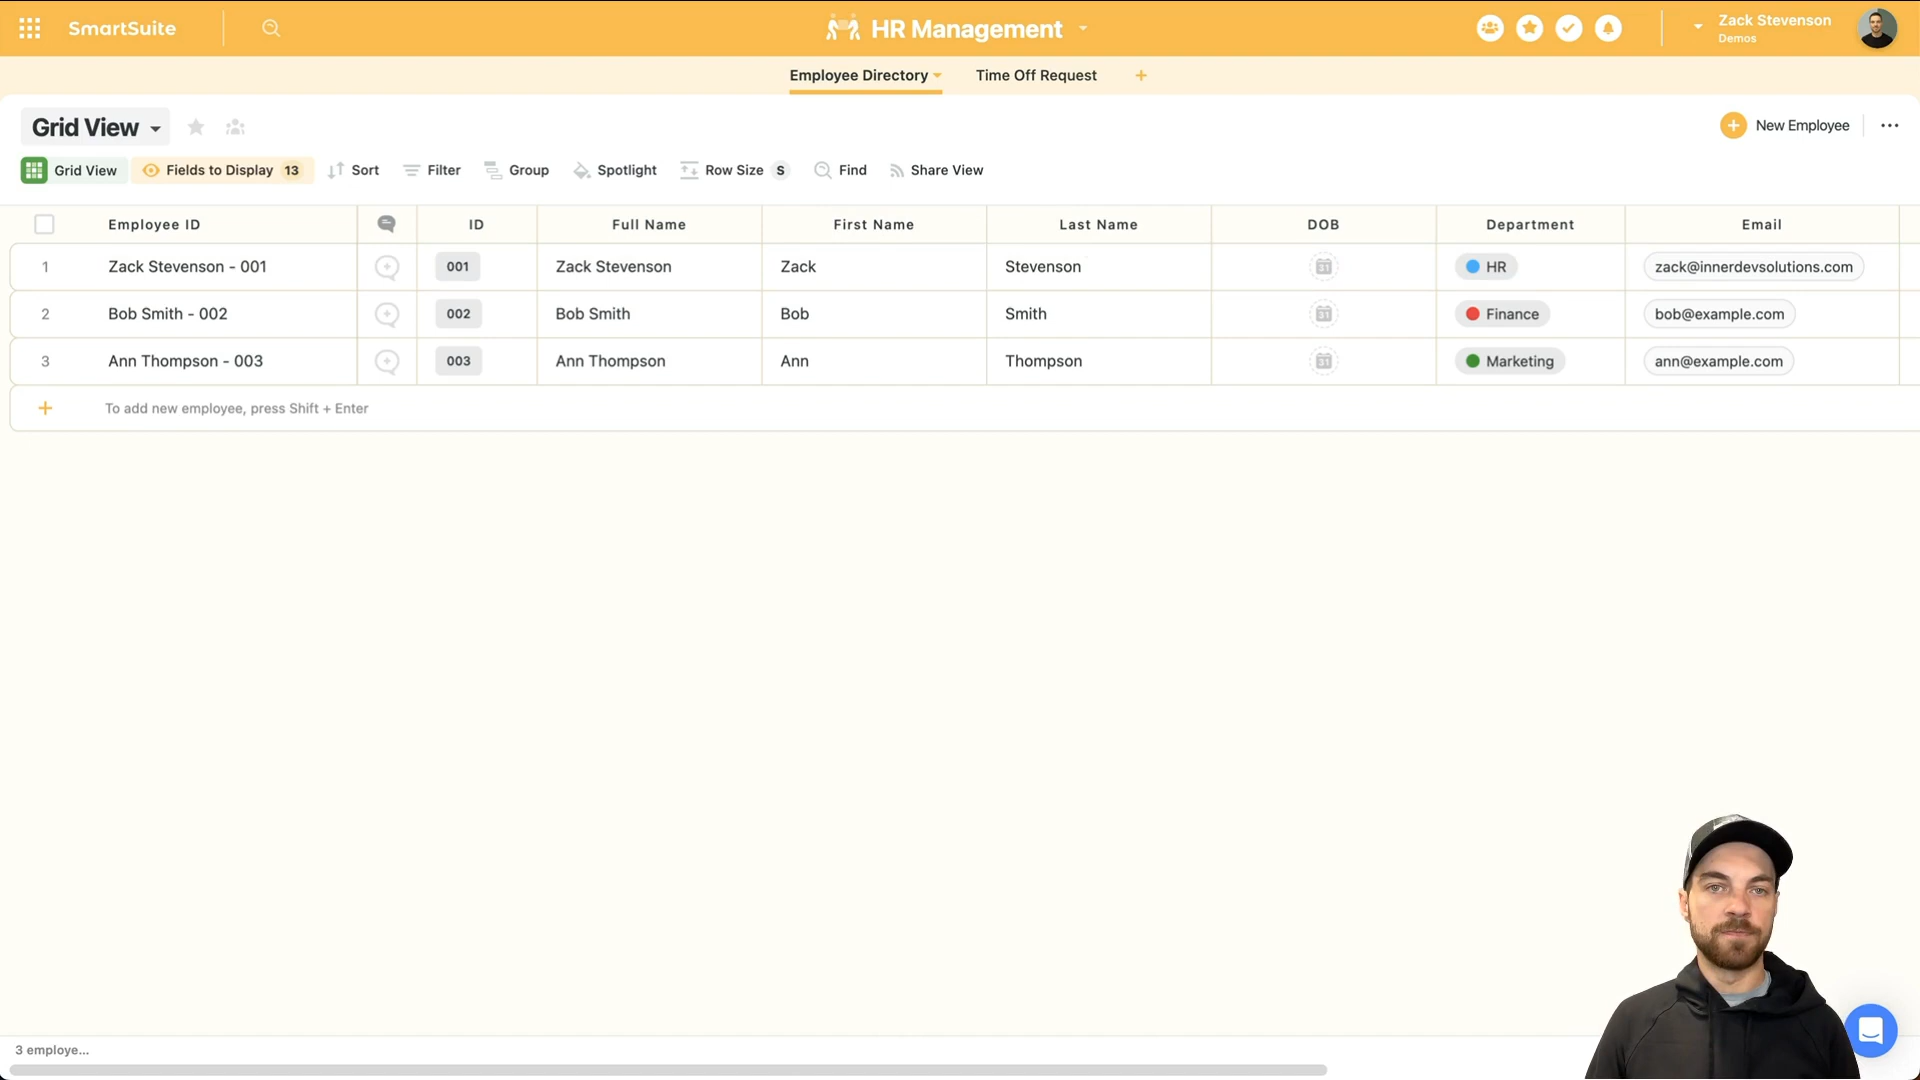 SmartSuite
HR Management
Zack Stevenson
Demos
Employee Directory
Time Off Request
Grid View
New Employee
Grid View
Fields to Display 13
Sort
Filter
Group
Spotlight
Row Size S
Find
Share View
Employee ID ID Full Name First Name Last Name DOB Department Email
1 Zack Stevenson - 001 001 Zack Stevenson Zack Stevenson 31 HR zack@innerdevsolutions.com
2 Bob Smith - 002 002 Bob Smith Bob Smith 31 Finance bob@example.com
3 Ann Thompson - 003 003 Ann Thompson Ann Thompson 31 Marketing ann@example.com
To add new employee, press Shift + Enter
3 employe...